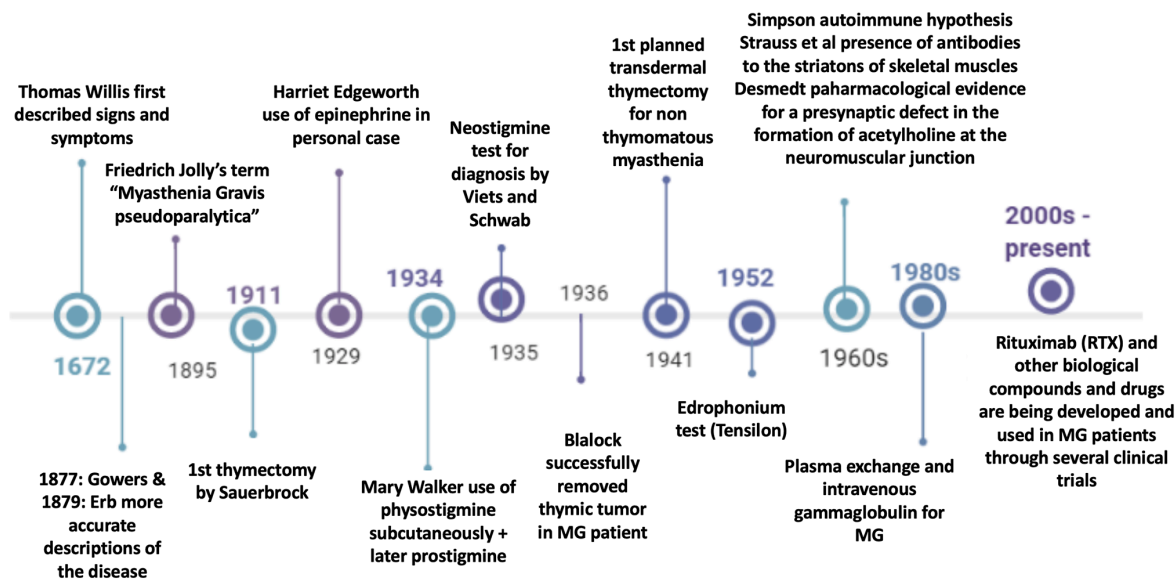 Thomas Willis first
described signs and
symptoms
1672
1877: Gowers &
1879: Erb more
accurate
descriptions of
the disease
Friedrich Jolly's term
“Myasthenia Gravis
pseudoparalytica”
1895
1911
1st thymectomy
by Sauerbrock
Harriet Edgeworth
use of epinephrine in
personal case
1929
1934
Mary Walker use of
physostigmine
subcutaneously +
later prostigmine
Neostigmine
test for
diagnosis by
Viets and
Schwab
1935
1936
Blalock
successfully
removed
thymic tumor
in MG patient
1st planned
transdermal
thymectomy
for non
thymomatous
myasthenia
1941
1952
Edrophonium
test (Tensilon)
Simpson autoimmune hypothesis
Strauss et al presence of antibodies
to the striatons of skeletal muscles
Desmedt paharmacological evidence
for a presynaptic defect in the
formation of acetylholine at the
neuromuscular junction
1960s
1980s
Plasma exchange and
intravenous
gammaglobulin for
MG
2000s -
present
Rituximab (RTX) and
other biological
compounds and drugs
are being developed and
used in MG patients
through several clinical
trials